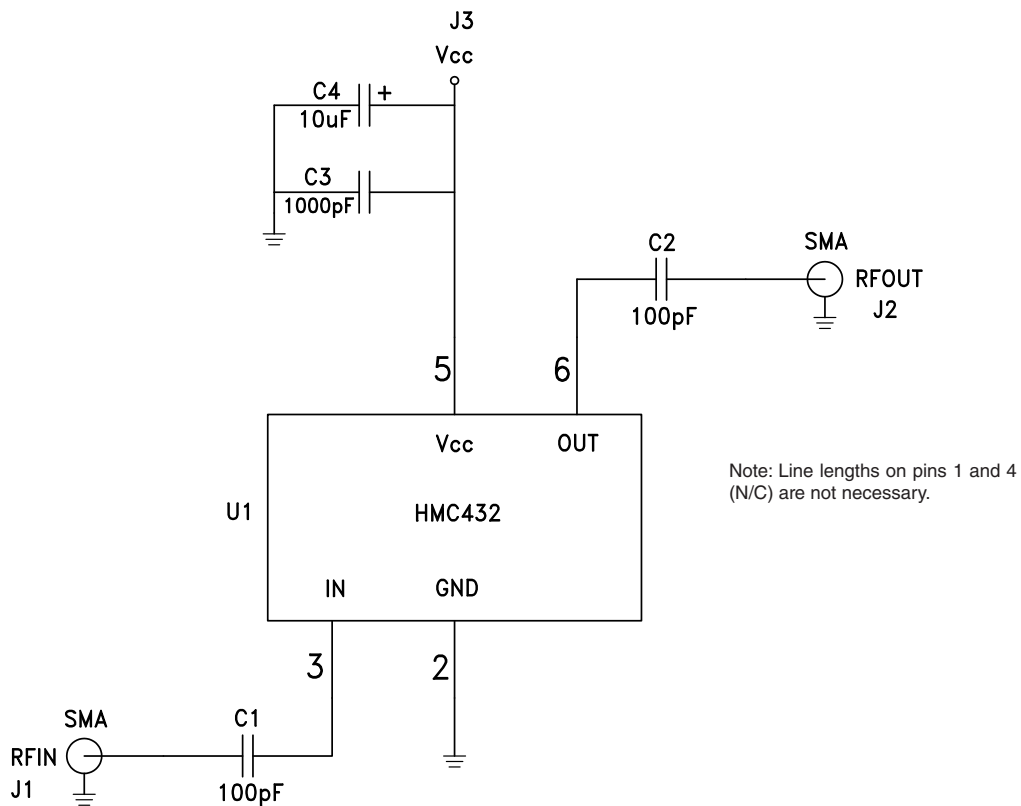 J3
Vcc
C4
+
10uF
C3
1000pF
C2
100pF
SMA
RFOUT
J2
5
6
Vcc
OUT
U1
HMC432
IN
GND
Note: Line lengths on pins 1 and 4
(N/C) are not necessary.
3
2
SMA
RFIN
J1
C1
100pF